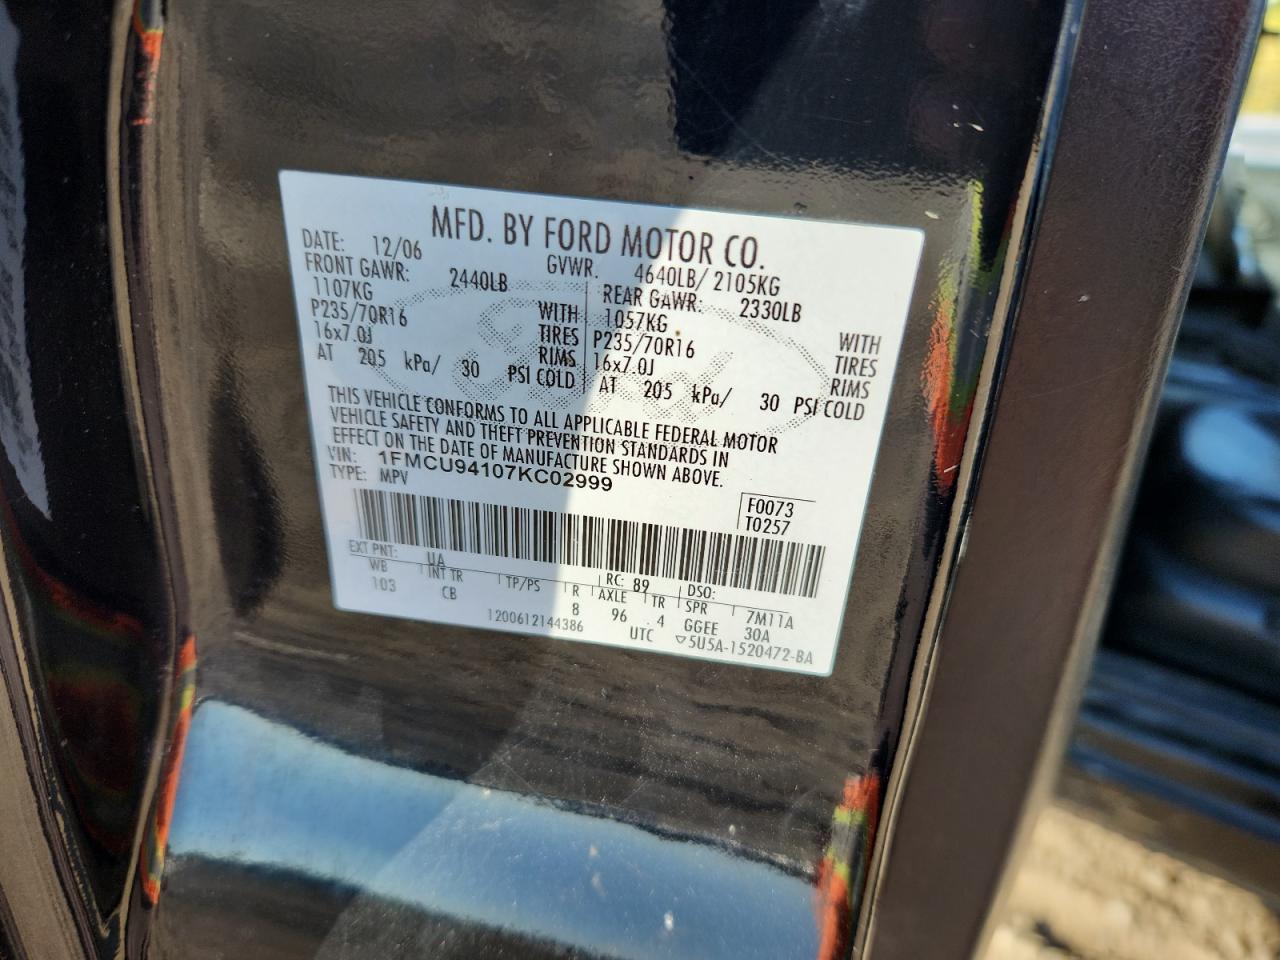 MFD. BY FORD MOTOR CO.
DATE: 12/06 GVWR. 4640LB/ 2105KG
FRONT GAWR: 2440LB REAR GAWR: 2330LB
1107KG WITH 1057KG WITH
P235/70R16 TIRES P235/70R16 TIRES
16x7.0J RIMS 16x7.0J RIMS
AT 205 kPa/ 30 PSI COLD AT 205 kPa/ 30 PSI COLD
THIS VEHICLE CONFORMS TO ALL APPLICABLE FEDERAL MOTOR
VEHICLE SAFETY AND THEFT PREVENTION STANDARDS IN
EFFECT ON THE DATE OF MANUFACTURE SHOWN ABOVE.
VIN: 1FMCU94107KC02999
TYPE: MPV
F0073
T0257
EXT PNT: UA RC: 89 DSO:
WB INT TR TP/PS R AXLE TR SPR 7M11A
103 CB 8 96 4 GGEE 30A
1200612144386 UTC ▽5U5A-1520472-BA